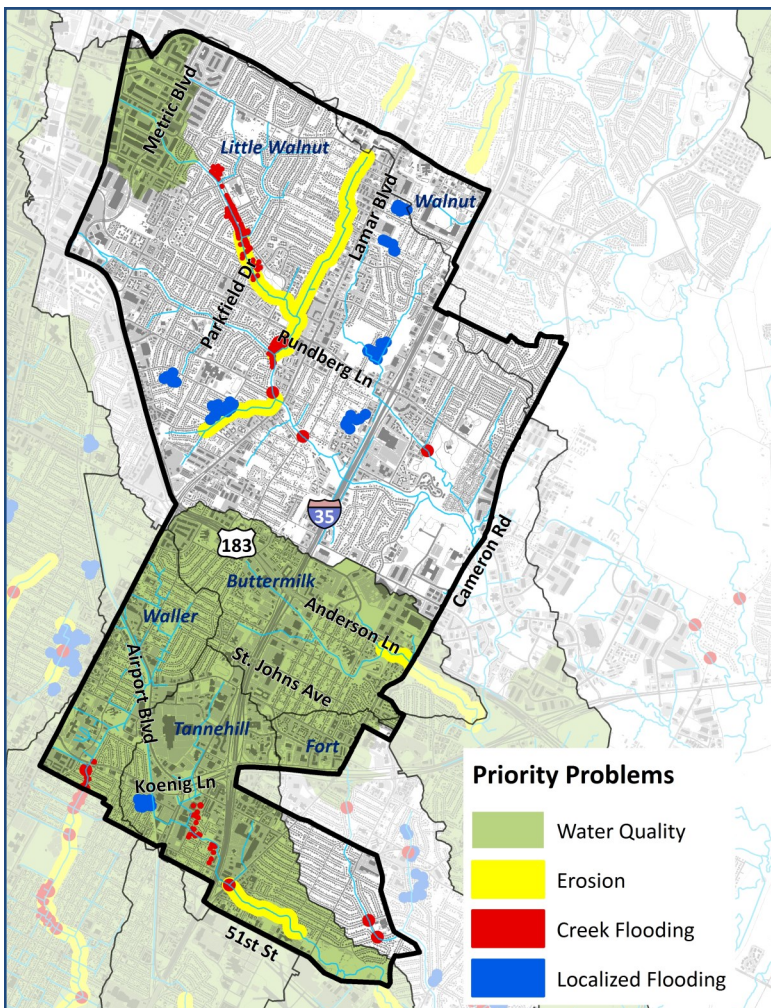 Metric Blvd
Little Walnut
Lamar Blvd
Walnut
Parkfield Dr
Rundberg Ln
35
183
Cameron Rd
Buttermilk
Waller
Anderson Ln
Airport Blvd
St. Johns Ave
Tannehill
Fort
Koenig Ln
51st St
Priority Problems
Water Quality
Erosion
Creek Flooding
Localized Flooding